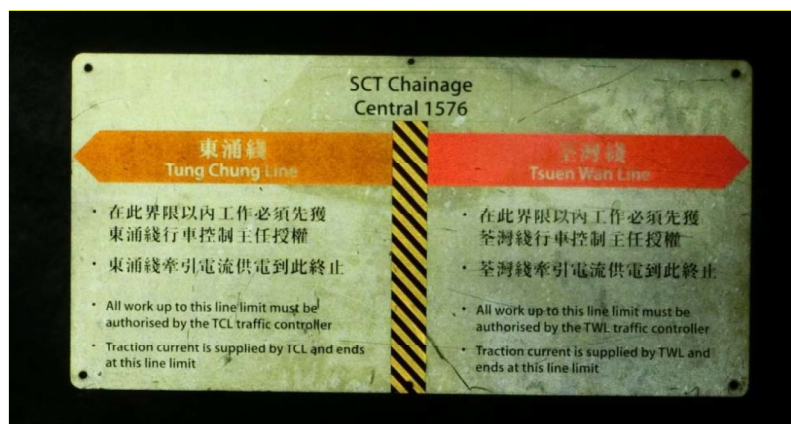 SCT Chainage
Central 1576
東涌綫
Tung Chung Line
· 在此界限以內工作必須先獲
東涌綫行車控制主任授權
· 東涌綫牽引電流供電到此終止
· All work up to this line limit must be
authorised by the TCL traffic controller
· Traction current is supplied by TCL and ends
at this line limit
荃灣綫
Tsuen Wan Line
· 在此界限以內工作必須先獲
荃灣綫行車控制主任授權
· 荃灣綫牽引電流供電到此終止
· All work up to this line limit must be
authorised by the TWL traffic controller
· Traction current is supplied by TWL and
ends at this line limit